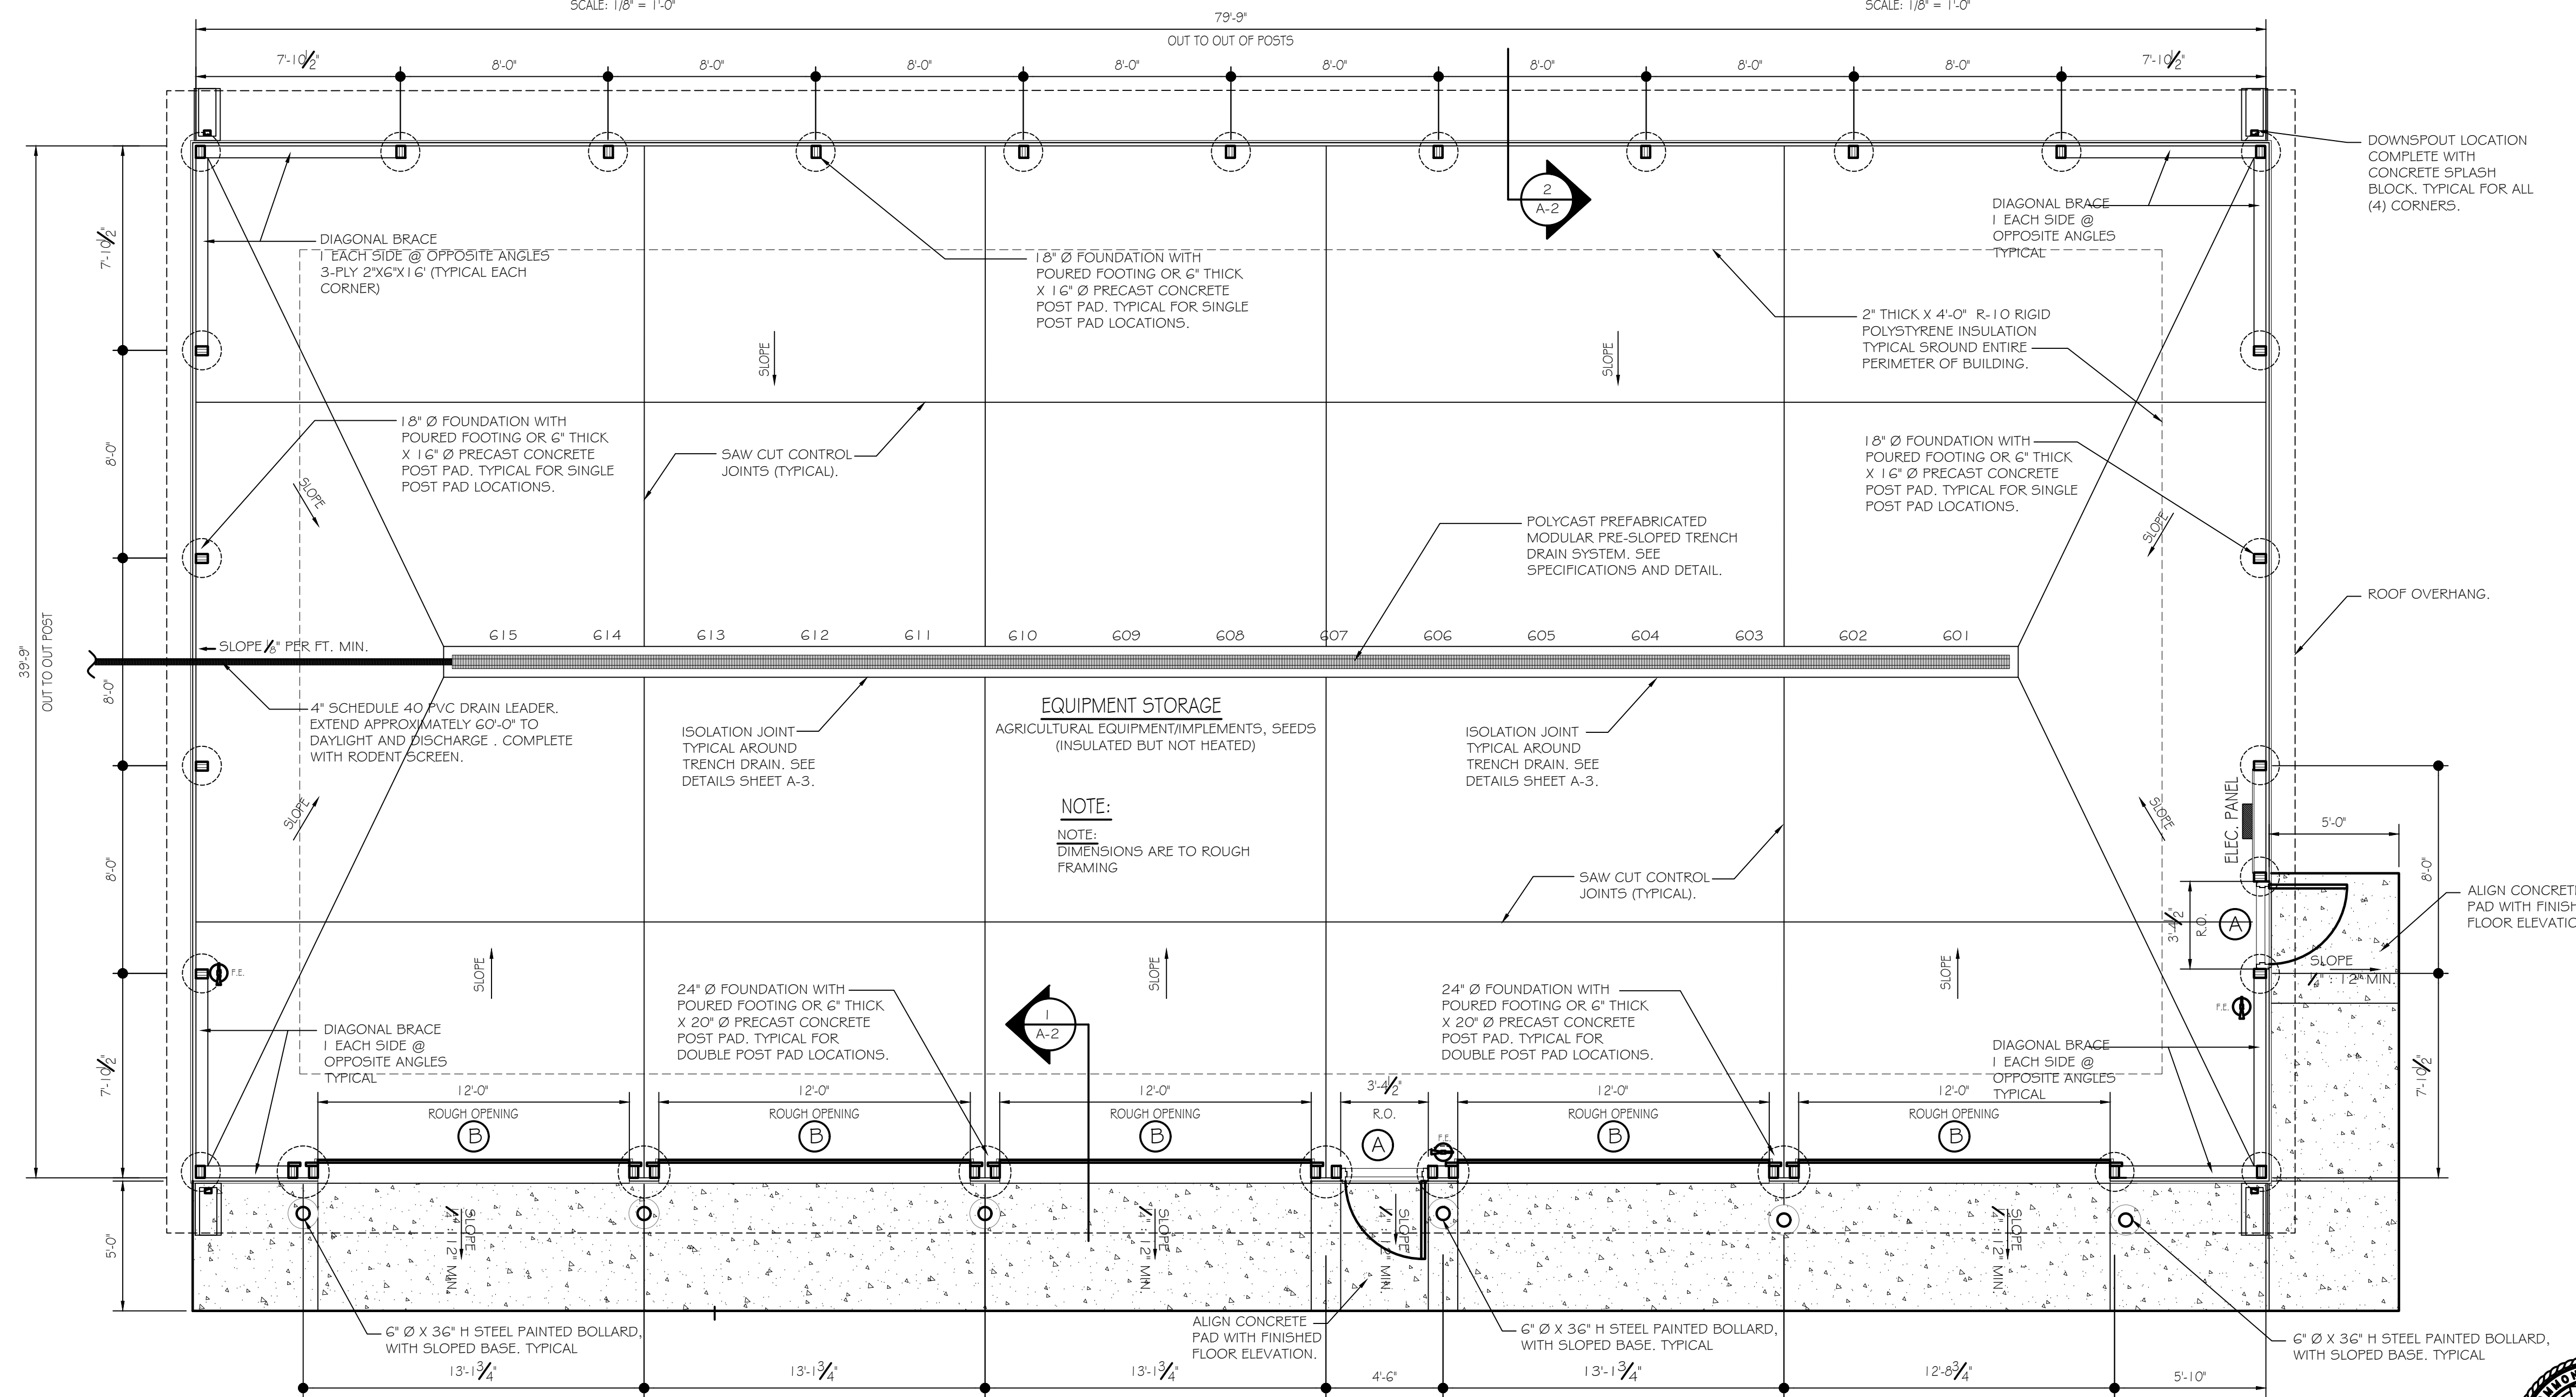 SCALE: 1/8" = 1'-0"
SCALE: 1/8" = 1'-0"
79'-9"
OUT TO OUT OF POSTS
7'-10 1/2"
8'-0"
8'-0"
8'-0"
8'-0"
8'-0"
8'-0"
8'-0"
8'-0"
7'-10 1/2"
DOWNSPOUT LOCATION
COMPLETE WITH
CONCRETE SPLASH
BLOCK. TYPICAL FOR ALL
(4) CORNERS.
2
A-2
DIAGONAL BRACE
1 EACH SIDE @
OPPOSITE ANGLES
TYPICAL
7'-10 1/2"
DIAGONAL BRACE
1 EACH SIDE @ OPPOSITE ANGLES
3-PLY 2"X6"X16' (TYPICAL EACH
CORNER)
18" Ø FOUNDATION WITH
POURED FOOTING OR 6" THICK
X 16" Ø PRECAST CONCRETE
POST PAD. TYPICAL FOR SINGLE
POST PAD LOCATIONS.
2" THICK X 4'-0" R-10 RIGID
POLYSTYRENE INSULATION
TYPICAL SROUND ENTIRE
PERIMETER OF BUILDING.
SLOPE
SLOPE
18" Ø FOUNDATION WITH
POURED FOOTING OR 6" THICK
X 16" Ø PRECAST CONCRETE
POST PAD. TYPICAL FOR SINGLE
POST PAD LOCATIONS.
SAW CUT CONTROL
JOINTS (TYPICAL).
18" Ø FOUNDATION WITH
POURED FOOTING OR 6" THICK
X 16" Ø PRECAST CONCRETE
POST PAD. TYPICAL FOR SINGLE
POST PAD LOCATIONS.
8'-0"
SLOPE
SLOPE
POLYCAST PREFABRICATED
MODULAR PRE-SLOPED TRENCH
DRAIN SYSTEM. SEE
SPECIFICATIONS AND DETAIL.
ROOF OVERHANG.
39'-9"
OUT TO OUT POST
SLOPE 1/8" PER FT. MIN.
615 614 613 612 611 610 609 608 607 606 605 604 603 602 601
8'-0"
4" SCHEDULE 40 PVC DRAIN LEADER.
EXTEND APPROXIMATELY 60'-0" TO
DAYLIGHT AND DISCHARGE . COMPLETE
WITH RODENT SCREEN.
ISOLATION JOINT
TYPICAL AROUND
TRENCH DRAIN. SEE
DETAILS SHEET A-3.
EQUIPMENT STORAGE
AGRICULTURAL EQUIPMENT/IMPLEMENTS, SEEDS
(INSULATED BUT NOT HEATED)
ISOLATION JOINT
TYPICAL AROUND
TRENCH DRAIN. SEE
DETAILS SHEET A-3.
NOTE:
NOTE:
DIMENSIONS ARE TO ROUGH
FRAMING
SLOPE
SLOPE
ELEC. PANEL
5'-0"
8'-0"
8'-0"
SAW CUT CONTROL
JOINTS (TYPICAL).
3'-4 1/2"
R.O.
A
ALIGN CONCRETE
PAD WITH FINISH
FLOOR ELEVATIO
SLOPE
1/4" : 12" MIN.
F.E.
F.E.
SLOPE
SLOPE
SLOPE
24" Ø FOUNDATION WITH
POURED FOOTING OR 6" THICK
X 20" Ø PRECAST CONCRETE
POST PAD. TYPICAL FOR
DOUBLE POST PAD LOCATIONS.
1
A-2
24" Ø FOUNDATION WITH
POURED FOOTING OR 6" THICK
X 20" Ø PRECAST CONCRETE
POST PAD. TYPICAL FOR
DOUBLE POST PAD LOCATIONS.
DIAGONAL BRACE
1 EACH SIDE @
OPPOSITE ANGLES
TYPICAL
DIAGONAL BRACE
1 EACH SIDE @
OPPOSITE ANGLES
TYPICAL
7'-10 1/2"
7'-10 1/2"
12'-0"
ROUGH OPENING
B
12'-0"
ROUGH OPENING
B
12'-0"
ROUGH OPENING
B
3'-4 1/2"
R.O.
A
F.E.
12'-0"
ROUGH OPENING
B
12'-0"
ROUGH OPENING
B
5'-0"
SLOPE
1/4" : 12" MIN.
SLOPE
1/4" : 12" MIN.
SLOPE
1/4" : 12" MIN.
SLOPE
1/4" : 12" MIN.
6" Ø X 36" H STEEL PAINTED BOLLARD,
WITH SLOPED BASE. TYPICAL
ALIGN CONCRETE
PAD WITH FINISHED
FLOOR ELEVATION.
6" Ø X 36" H STEEL PAINTED BOLLARD,
WITH SLOPED BASE. TYPICAL
6" Ø X 36" H STEEL PAINTED BOLLARD,
WITH SLOPED BASE. TYPICAL
13'-1 3/4"
13'-1 3/4"
13'-1 3/4"
4'-6"
13'-1 3/4"
12'-8 3/4"
5'-10"